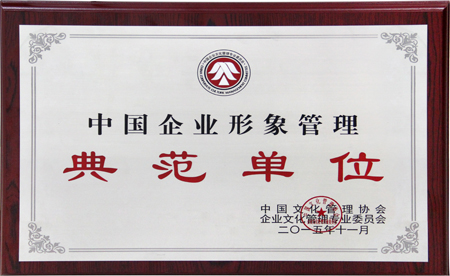 中国企业形象管理
典范单位
中国文化管理协会
企业文化管理专业委员会
二〇一五年十一月